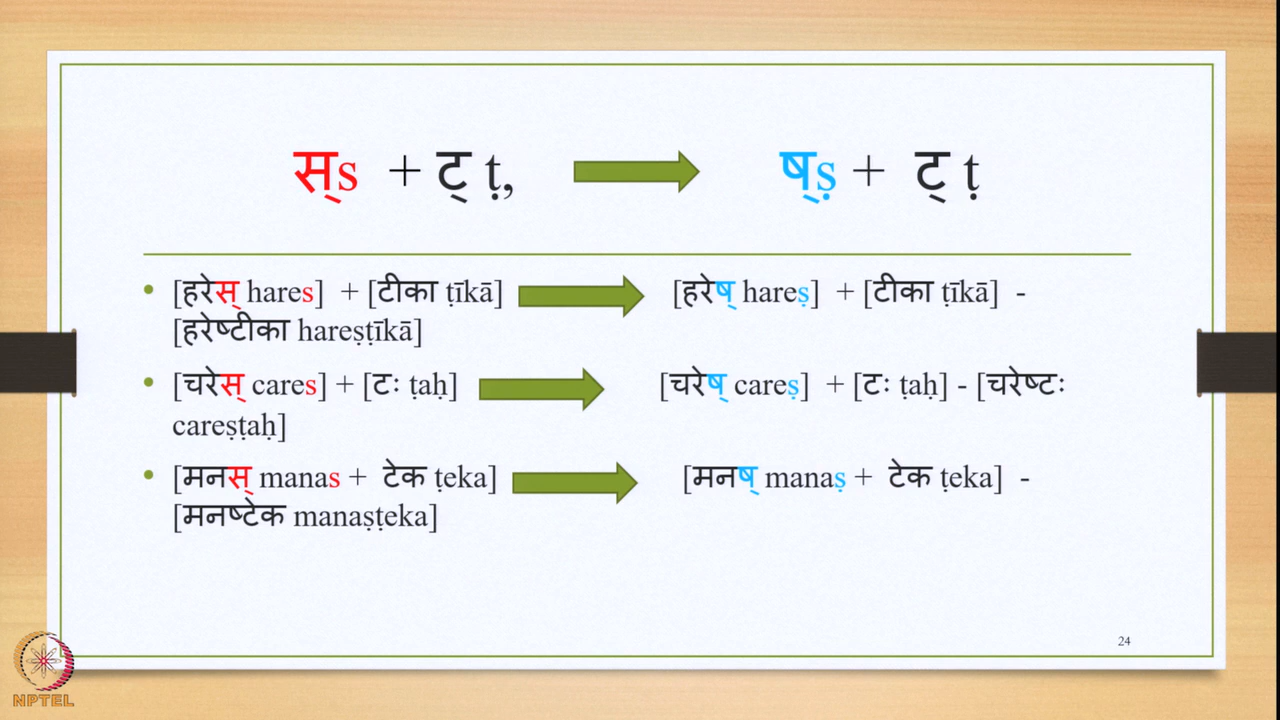 स्s + ट् ṭ, ष्ṣ + ट् ṭ
[हरेस् hares] + [टीका ṭīkā] [हरेष् hareṣ] + [टीका ṭīkā] -
[हरेष्टीका hareṣṭīkā]
[चरेस् cares] + [टः ṭaḥ] [चरेष् careṣ] + [टः ṭaḥ] - [चरेष्टः
careṣṭaḥ]
[मनस् manas + टेक ṭeka] [मनष् manaṣ + टेक ṭeka] -
[मनष्टेक manaṣṭeka]
24
NPTEL